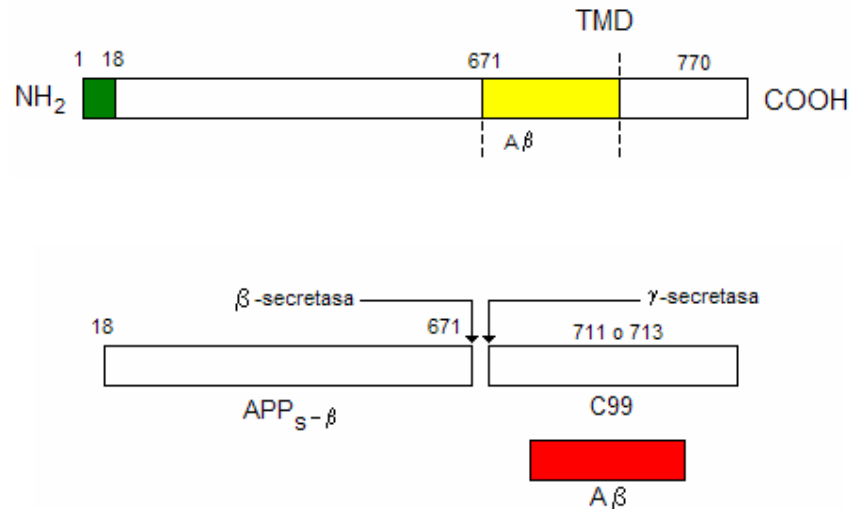 TMD
1 18 671 770
NH2 COOH
Aβ
β-secretasa γ-secretasa
18 671 711 o 713
APPs-β C99
Aβ